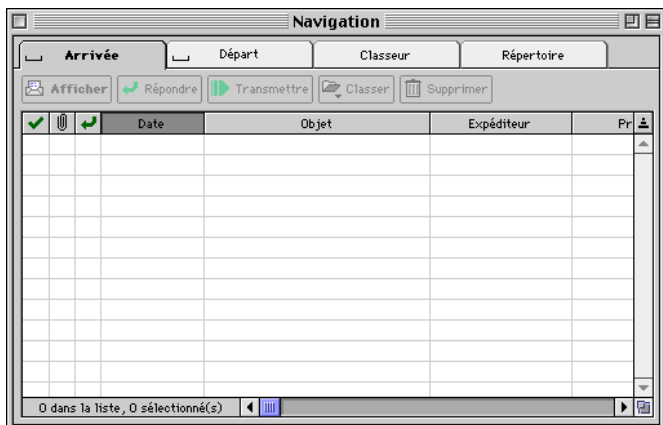 Navigation
Arrivée Départ Classeur Répertoire
Afficher Répondre Transmettre Classer Supprimer
Date Objet Expéditeur Pr
0 dans la liste, 0 sélectionné(s)